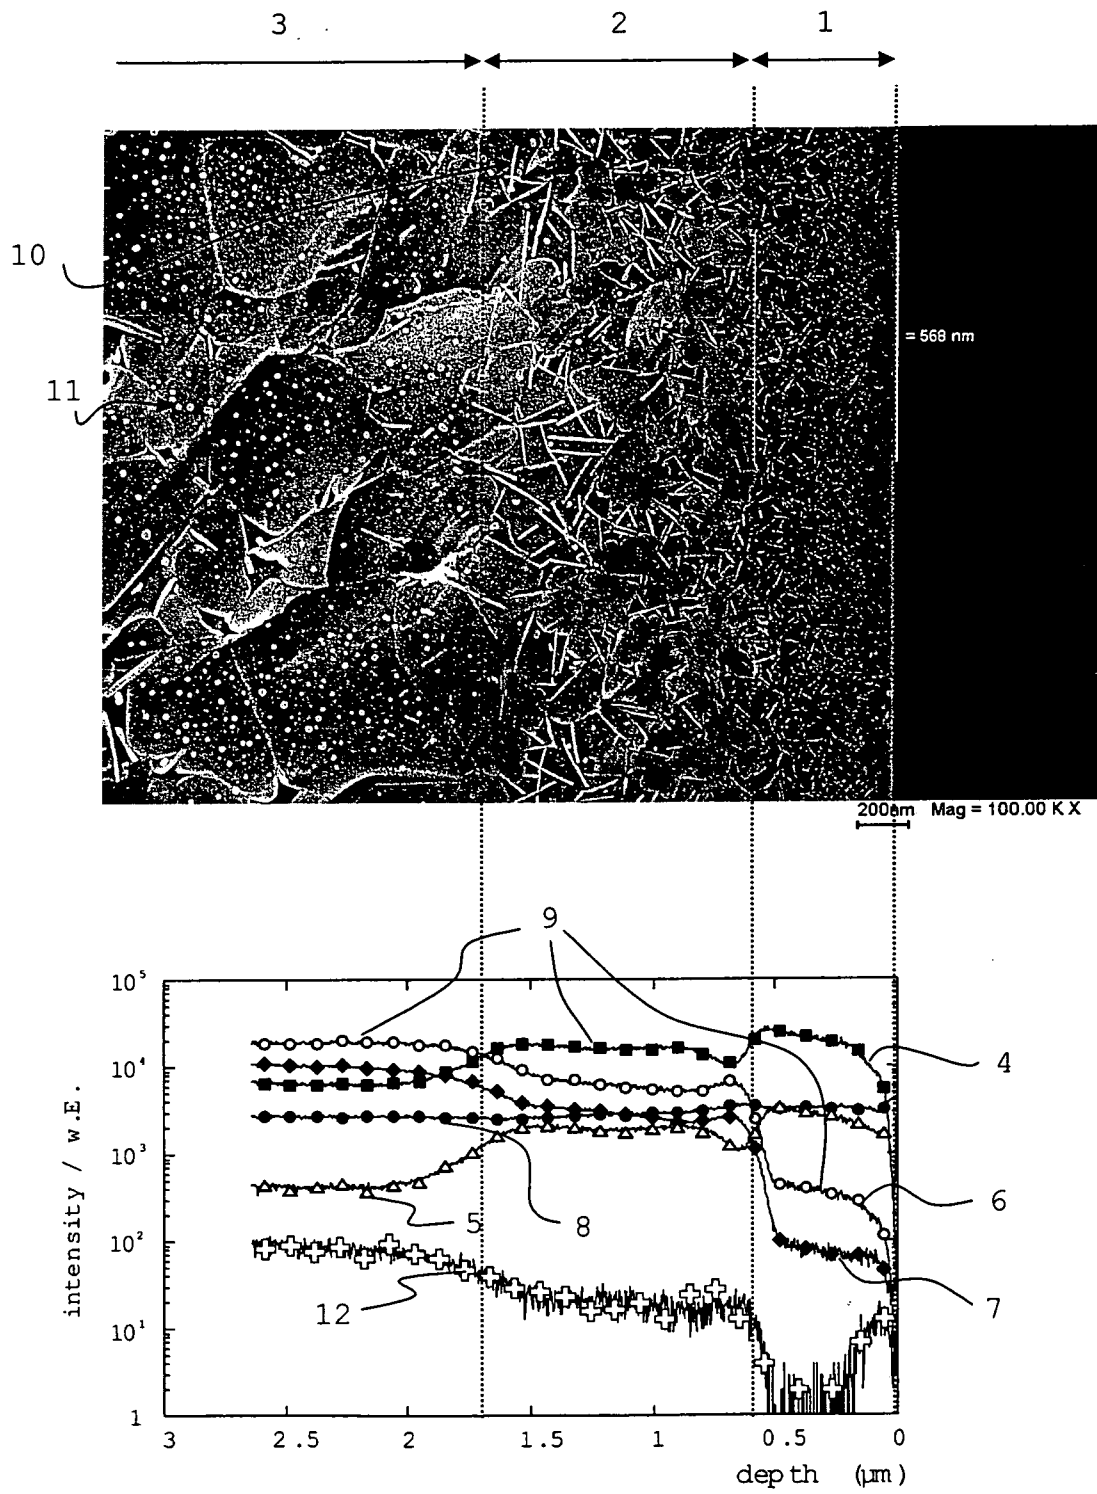 3 2 1
10
= 568 nm
11
200nm Mag = 100.00 K X
9
10⁵
4
10⁴
10³
6
5 8
10²
12
7
10¹
1
intensity / w.E.
3 2.5 2 1.5 1 0.5 0
depth (µm)